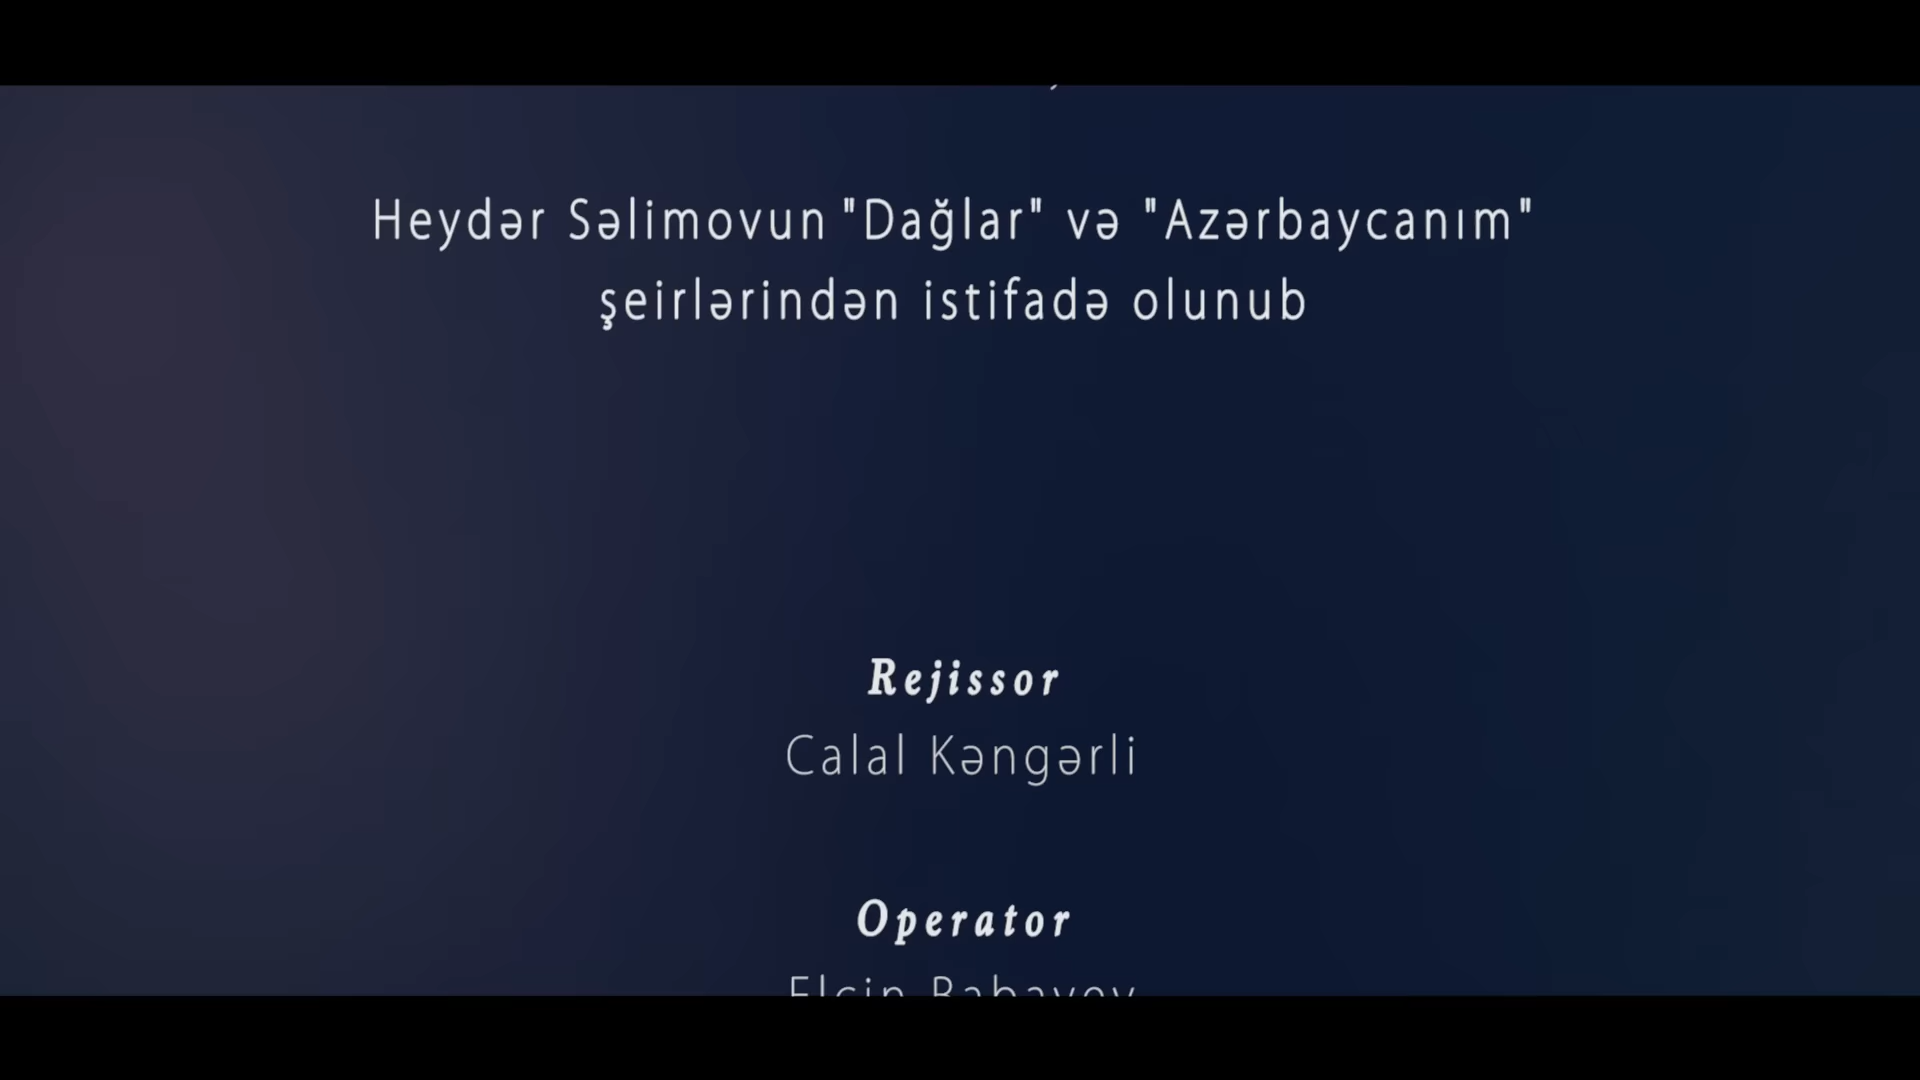 Heydər Səlimovun "Dağlar" və "Azərbaycanım"
şeirlərindən istifadə olunub
Rejissor
Calal Kəngərli
Operator